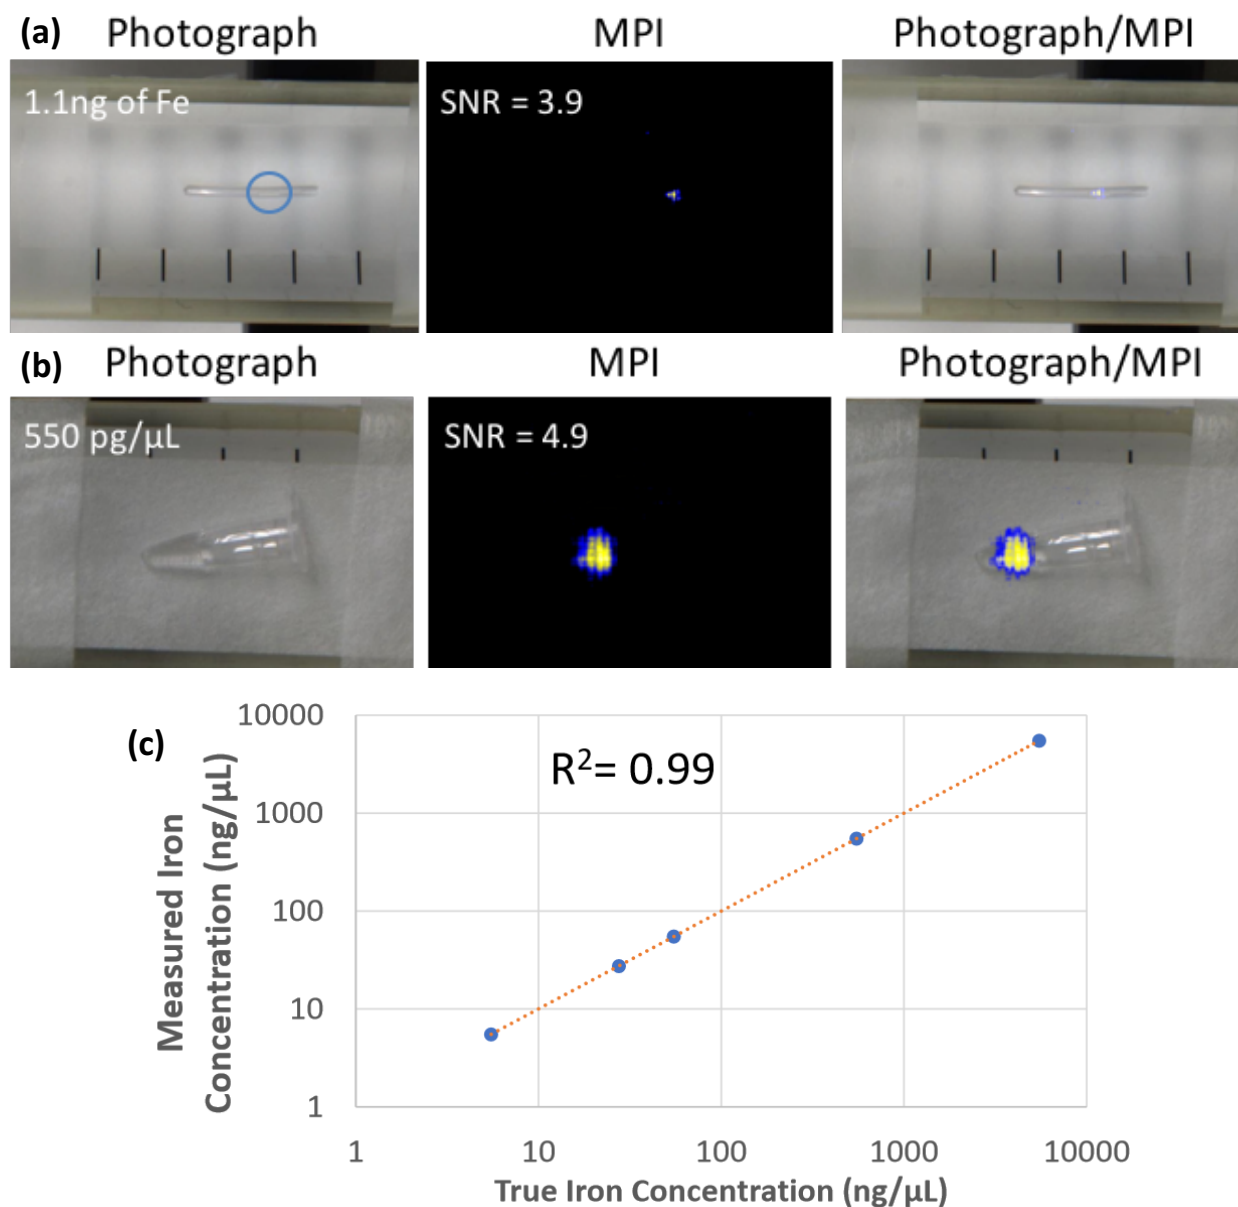 (a) Photograph MPI Photograph/MPI
1.1ng of Fe SNR = 3.9
(b) Photograph MPI Photograph/MPI
550 pg/µL SNR = 4.9
(c)
R²= 0.99
Measured Iron
Concentration (ng/µL)
10000
1000
100
10
1
1 10 100 1000 10000
True Iron Concentration (ng/µL)